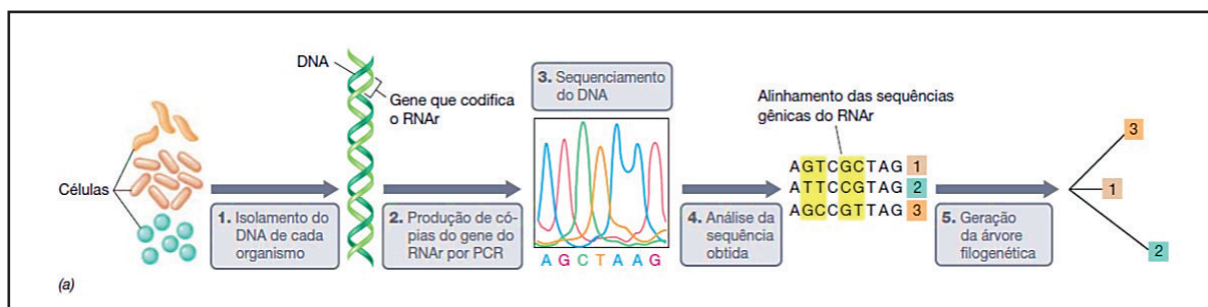 DNA
Gene que codifica
o RNAr
Células
1. Isolamento do
DNA de cada
organismo
2. Produção de có-
pias do gene do
RNAr por PCR
3. Sequenciamento
do DNA
A G C T A A G
4. Análise da
sequência
obtida
Alinhamento das sequências
gênicas do RNAr
AGTCGCTAG 1
ATTCCGTAG 2
AGCCGTTAG 3
5. Geração
da árvore
filogenética
3
1
2
(a)